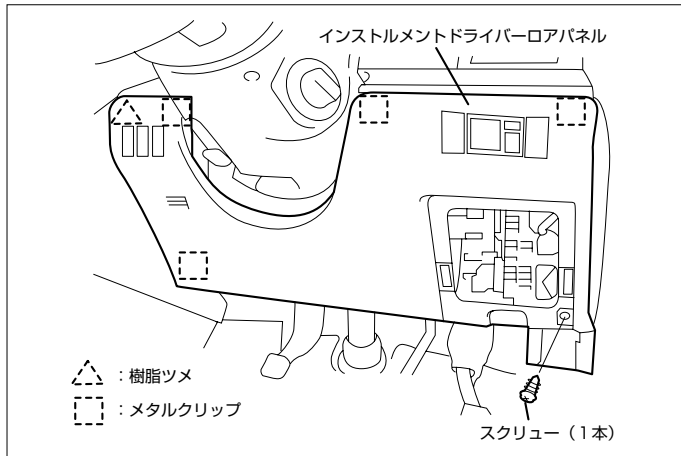 インストルメントドライバーロアパネル
：樹脂ツメ
：メタルクリップ
スクリュー（１本）